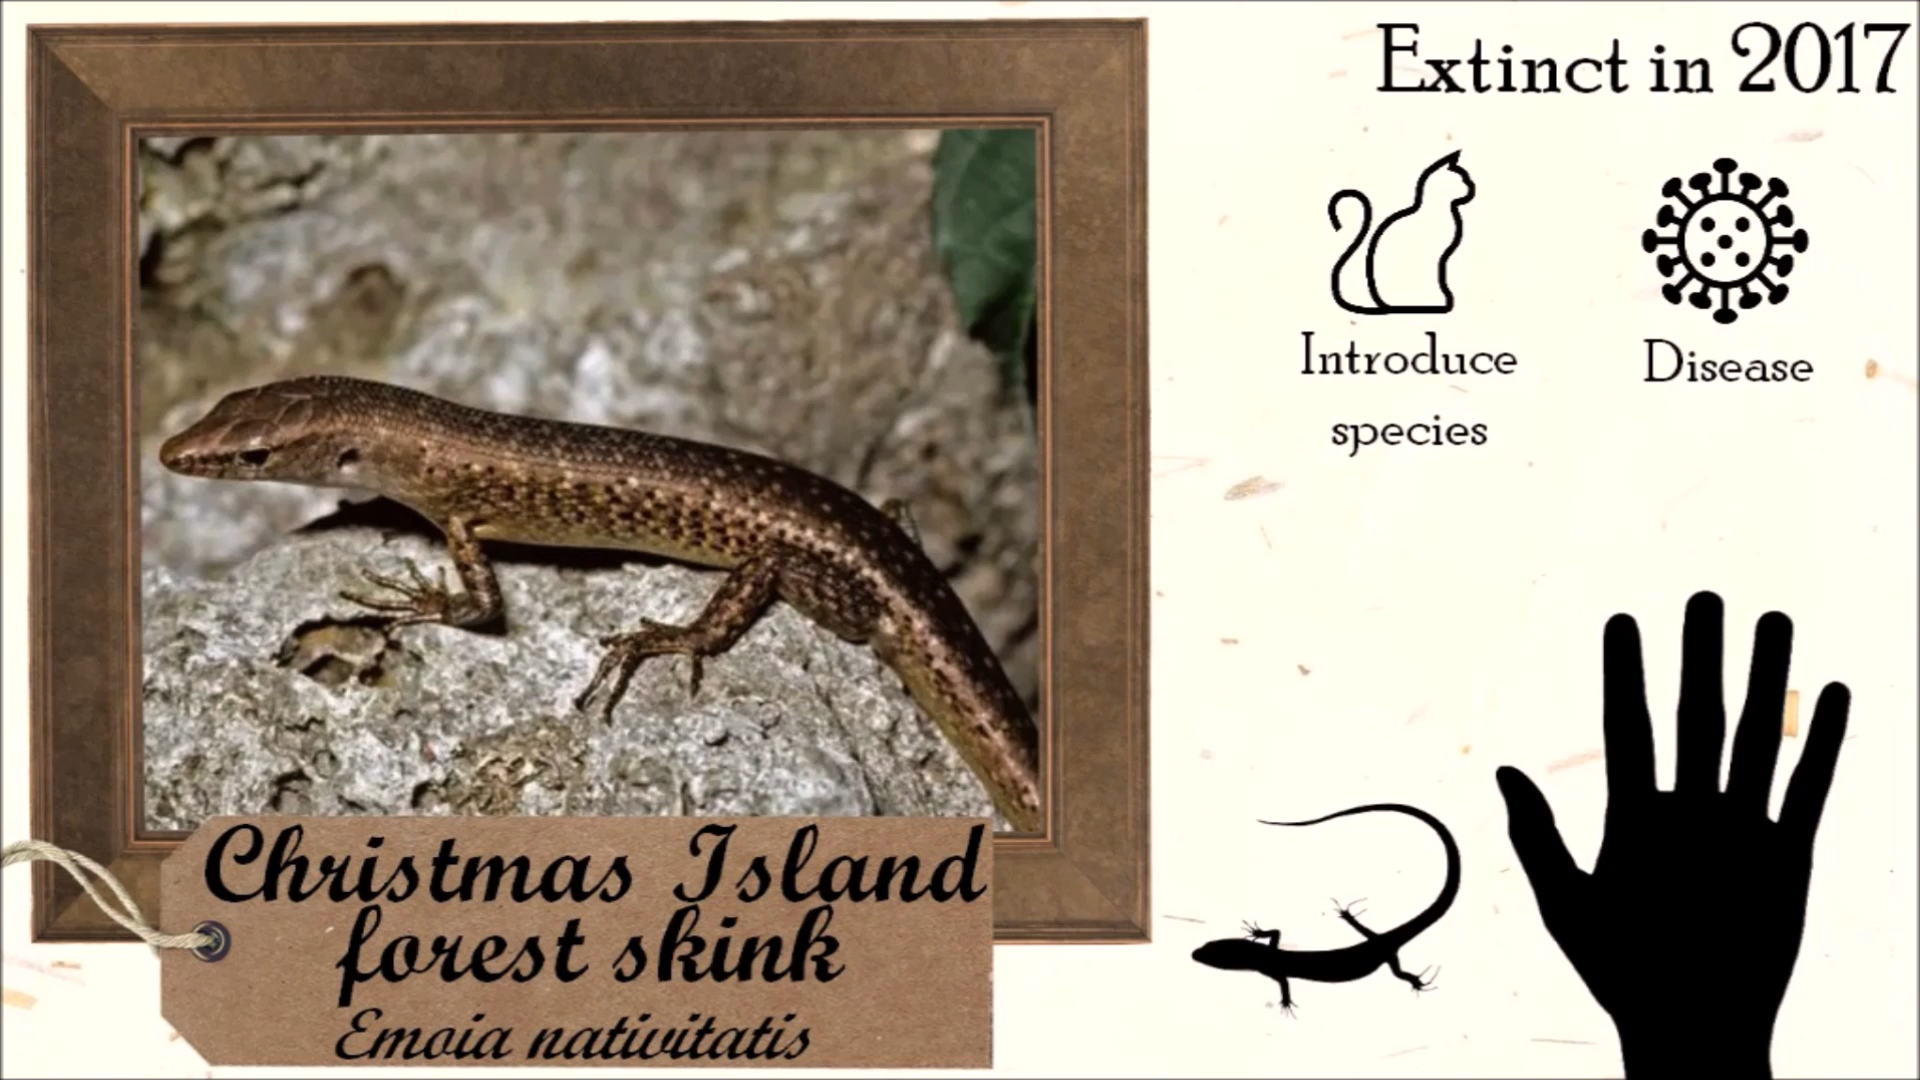 Extinct in 2017
Introduce
species
Disease
Christmas Island
forest skink
Emoia nativitatis